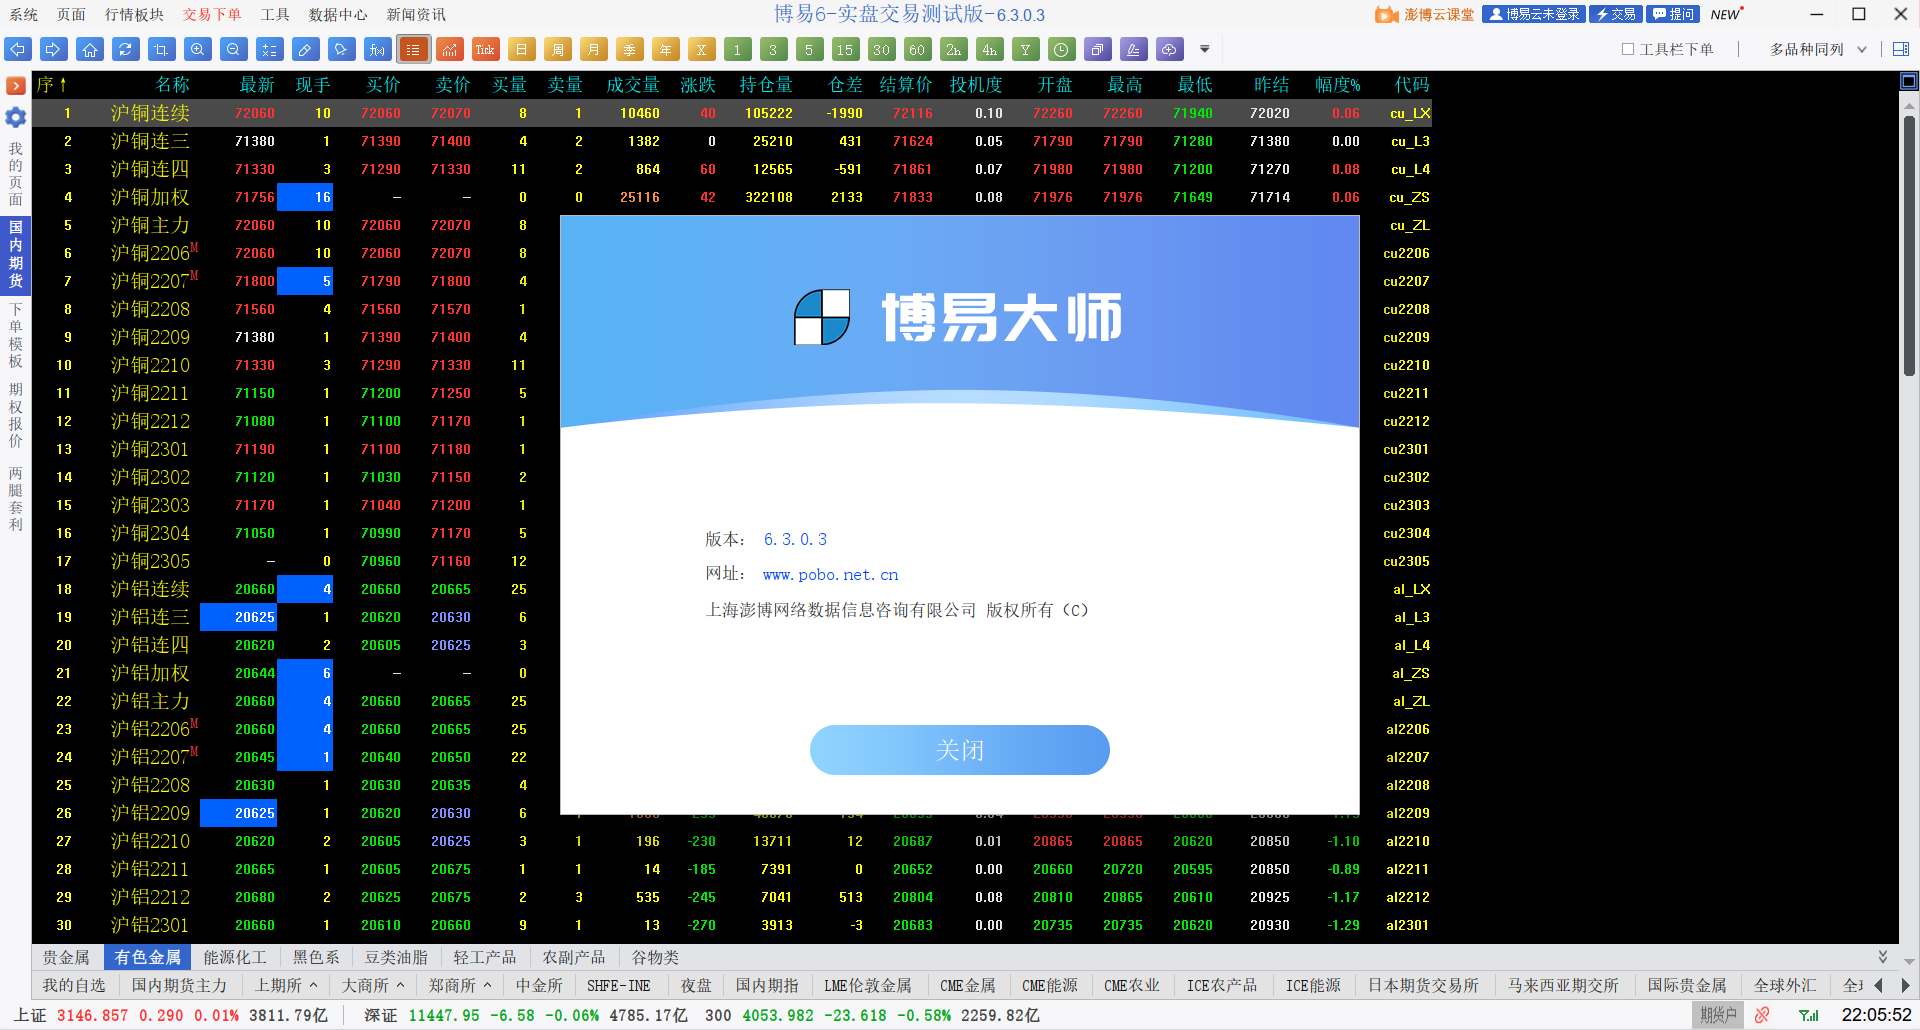 系统 页面 行情板块 交易下单 工具 数据中心 新闻资讯 博易6-实盘交易测试版-6.3.0.3 澎博云课堂 博易云未登录 交易 提问 NEW
Tick 日 周 月 季 年 X 1 3 5 15 30 60 2h 4h Y 工具栏下单 多品种同列
序↑ 名称 最新 现手 买价 卖价 买量 卖量 成交量 涨跌 持仓量 仓差 结算价 投机度 开盘 最高 最低 昨结 幅度% 代码
1 沪铜连续 72060 10 72060 72070 8 1 10460 40 105222 -1990 72116 0.10 72260 72260 71940 72020 0.06 cu_LX
2 沪铜连三 71380 1 71390 71400 4 2 1382 0 25210 431 71624 0.05 71790 71790 71280 71380 0.00 cu_L3
3 沪铜连四 71330 3 71290 71330 11 2 864 60 12565 -591 71861 0.07 71980 71980 71200 71270 0.08 cu_L4
4 沪铜加权 71756 16 — — 0 0 25116 42 322108 2133 71833 0.08 71976 71976 71649 71714 0.06 cu_ZS
5 沪铜主力 72060 10 72060 72070 8 cu_ZL
6 沪铜2206M 72060 10 72060 72070 8 cu2206
7 沪铜2207M 71800 5 71790 71800 4 cu2207
8 沪铜2208 71560 4 71560 71570 1 cu2208
9 沪铜2209 71380 1 71390 71400 4 cu2209
10 沪铜2210 71330 3 71290 71330 11 cu2210
11 沪铜2211 71150 1 71200 71250 5 cu2211
12 沪铜2212 71080 1 71100 71170 1 cu2212
13 沪铜2301 71190 1 71100 71180 1 cu2301
14 沪铜2302 71120 1 71030 71150 2 cu2302
15 沪铜2303 71170 1 71040 71200 1 cu2303
16 沪铜2304 71050 1 70990 71170 5 cu2304
17 沪铜2305 — 0 70960 71160 12 cu2305
18 沪铝连续 20660 4 20660 20665 25 al_LX
19 沪铝连三 20625 1 20620 20630 6 al_L3
20 沪铝连四 20620 2 20605 20625 3 al_L4
21 沪铝加权 20644 6 — — 0 al_ZS
22 沪铝主力 20660 4 20660 20665 25 al_ZL
23 沪铝2206M 20660 4 20660 20665 25 al2206
24 沪铝2207M 20645 1 20640 20650 22 al2207
25 沪铝2208 20630 1 20630 20635 4 al2208
26 沪铝2209 20625 1 20620 20630 6 al2209
27 沪铝2210 20620 2 20605 20625 3 1 196 -230 13711 12 20687 0.01 20865 20865 20620 20850 -1.10 al2210
28 沪铝2211 20665 1 20605 20675 1 1 14 -185 7391 0 20652 0.00 20660 20720 20595 20850 -0.89 al2211
29 沪铝2212 20680 2 20625 20675 2 3 535 -245 7041 513 20804 0.08 20810 20865 20610 20925 -1.17 al2212
30 沪铝2301 20660 1 20610 20660 9 1 13 -270 3913 -3 20683 0.00 20735 20735 20620 20930 -1.29 al2301
我的页面
国内期货
下单模板
期权报价
两腿套利
博易大师
版本： 6.3.0.3
网址： www.pobo.net.cn
上海澎博网络数据信息咨询有限公司 版权所有（C）
关闭
贵金属 有色金属 能源化工 黑色系 豆类油脂 轻工产品 农副产品 谷物类
我的自选 国内期货主力 上期所 大商所 郑商所 中金所 SHFE-INE 夜盘 国内期指 LME伦敦金属 CME金属 CME能源 CME农业 ICE农产品 ICE能源 日本期货交易所 马来西亚期交所 国际贵金属 全球外汇
上证 3146.857 0.290 0.01% 3811.79亿 深证 11447.95 -6.58 -0.06% 4785.17亿 300 4053.982 -23.618 -0.58% 2259.82亿 期货户 22:05:52